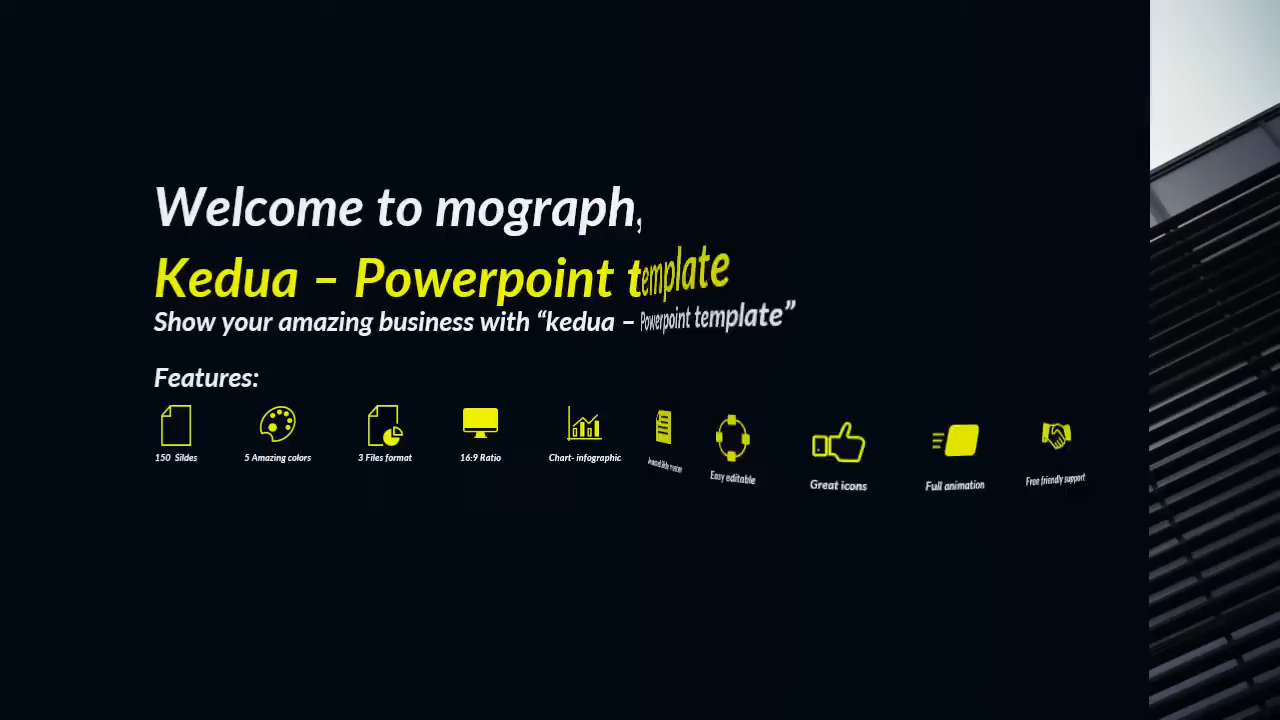 Welcome to mograph,
Kedua – Powerpoint template
Show your amazing business with “kedua – Powerpoint template”
Features:
150 Sildes
5 Amazing colors
3 Files format
16:9 Ratio
Chart- infographic
Easy editable
Great icons
Full animation
Free friendly support